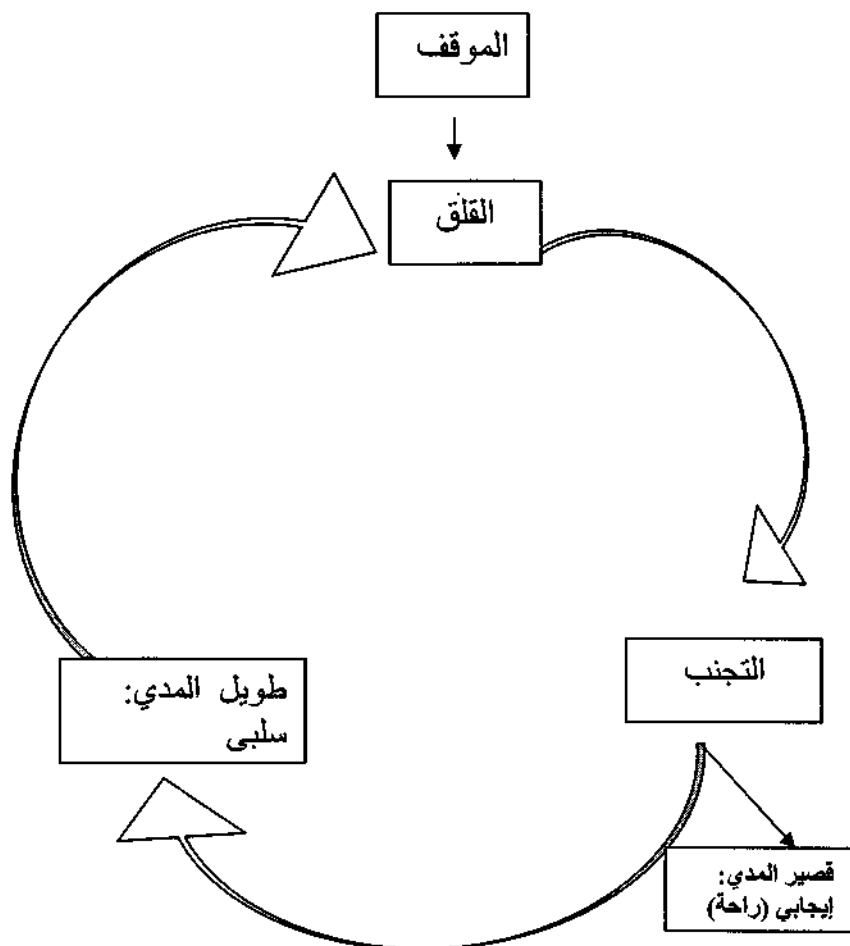 الموقف
القلق
التجنب
قصير المدي:
إيجابي (راحة)
طويل المدي:
سلبى